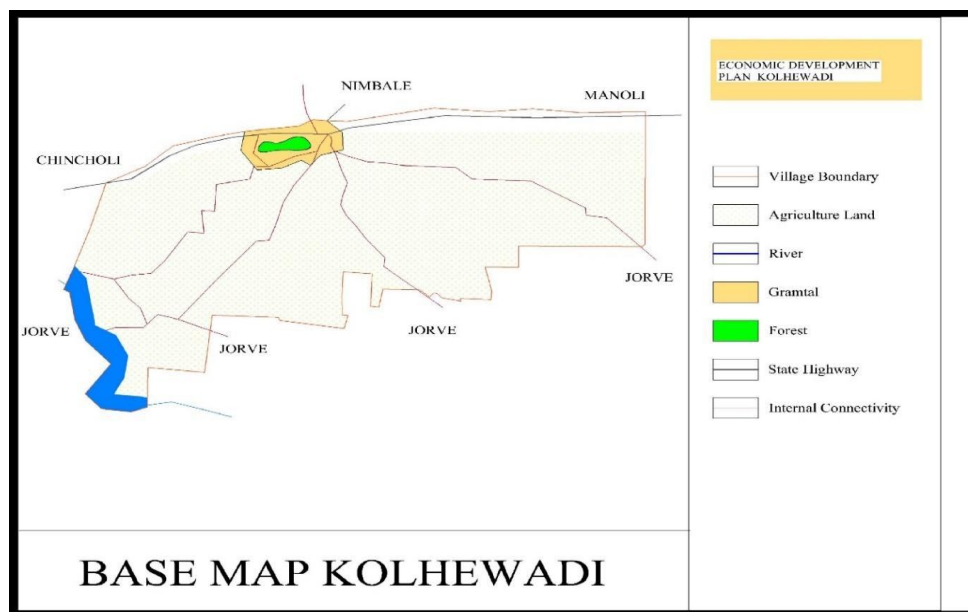 NIMBALE
MANOLI
CHINCHOLI
JORVE
JORVE
JORVE
JORVE
BASE MAP KOLHEWADI
ECONOMIC DEVELOPMENT
PLAN KOLHEWADI
Village Boundary
Agriculture Land
River
Gramtal
Forest
State Highway
Internal Connectivity